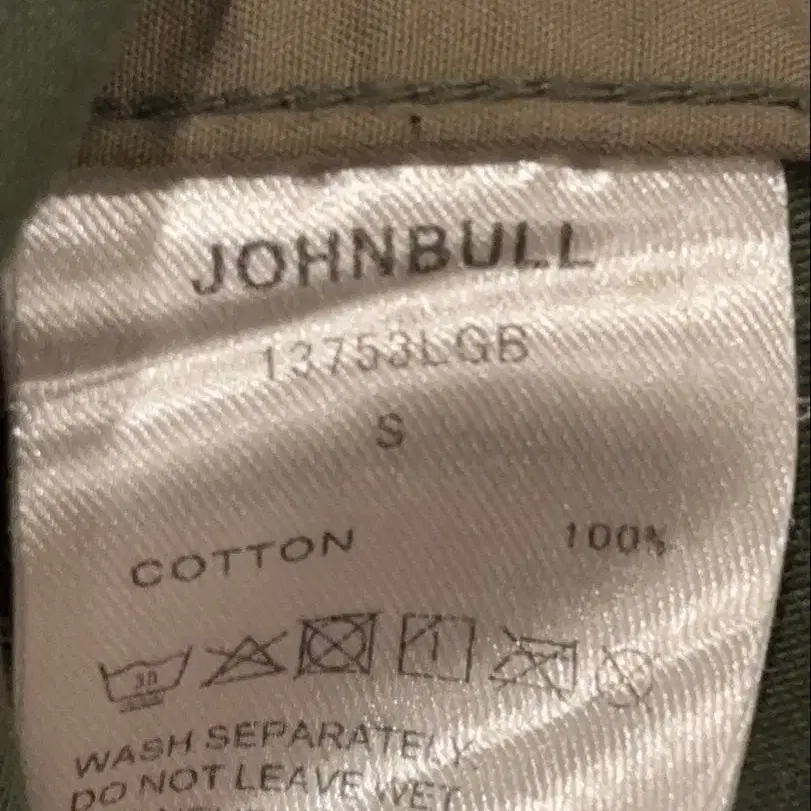 JOHNBULL
13753LGB
S
COTTON 100%
30
WASH SEPARATELY.
DO NOT LEAVE WET